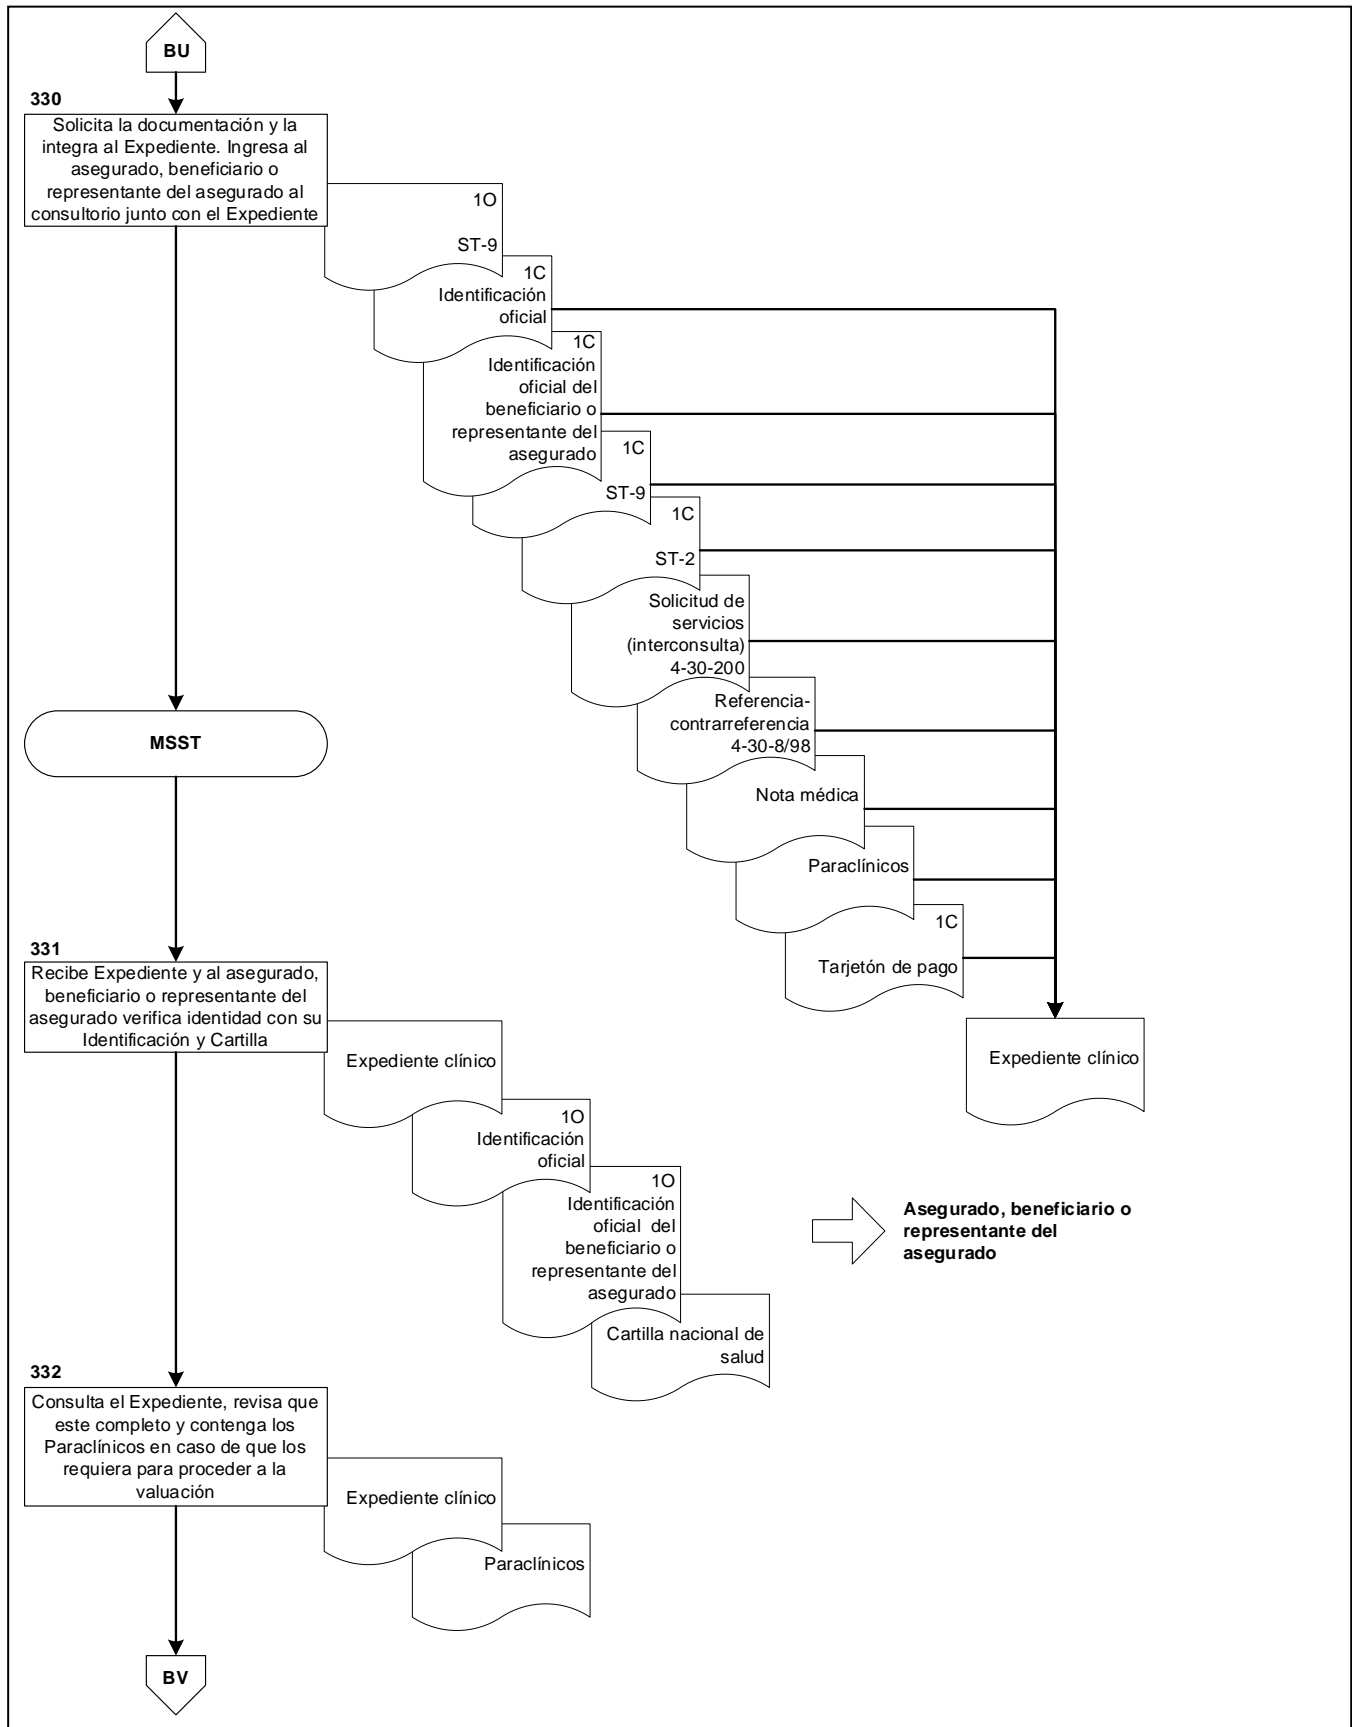 BU
330
Solicita la documentación y la
integra al Expediente. Ingresa al
asegurado, beneficiario o
representante del asegurado al
consultorio junto con el Expediente
1O
ST-9
1C
Identificación
oficial
1C
Identificación
oficial del
beneficiario o
representante del
asegurado
1C
ST-9
1C
ST-2
Solicitud de
servicios
(interconsulta)
4-30-200
Referencia-
contrarreferencia
4-30-8/98
Nota médica
Paraclínicos
1C
Tarjetón de pago
Expediente clínico
MSST
331
Recibe Expediente y al asegurado,
beneficiario o representante del
asegurado verifica identidad con su
Identificación y Cartilla
Expediente clínico
1O
Identificación
oficial
1O
Identificación
oficial del
beneficiario o
representante del
asegurado
Cartilla nacional de
salud
Asegurado, beneficiario o
representante del
asegurado
332
Consulta el Expediente, revisa que
este completo y contenga los
Paraclínicos en caso de que los
requiera para proceder a la
valuación
Expediente clínico
Paraclínicos
BV